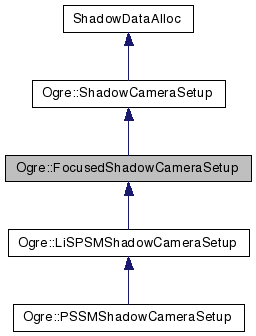 ShadowDataAlloc
Ogre::ShadowCameraSetup
Ogre::FocusedShadowCameraSetup
Ogre::LiSPSMShadowCameraSetup
Ogre::PSSMShadowCameraSetup